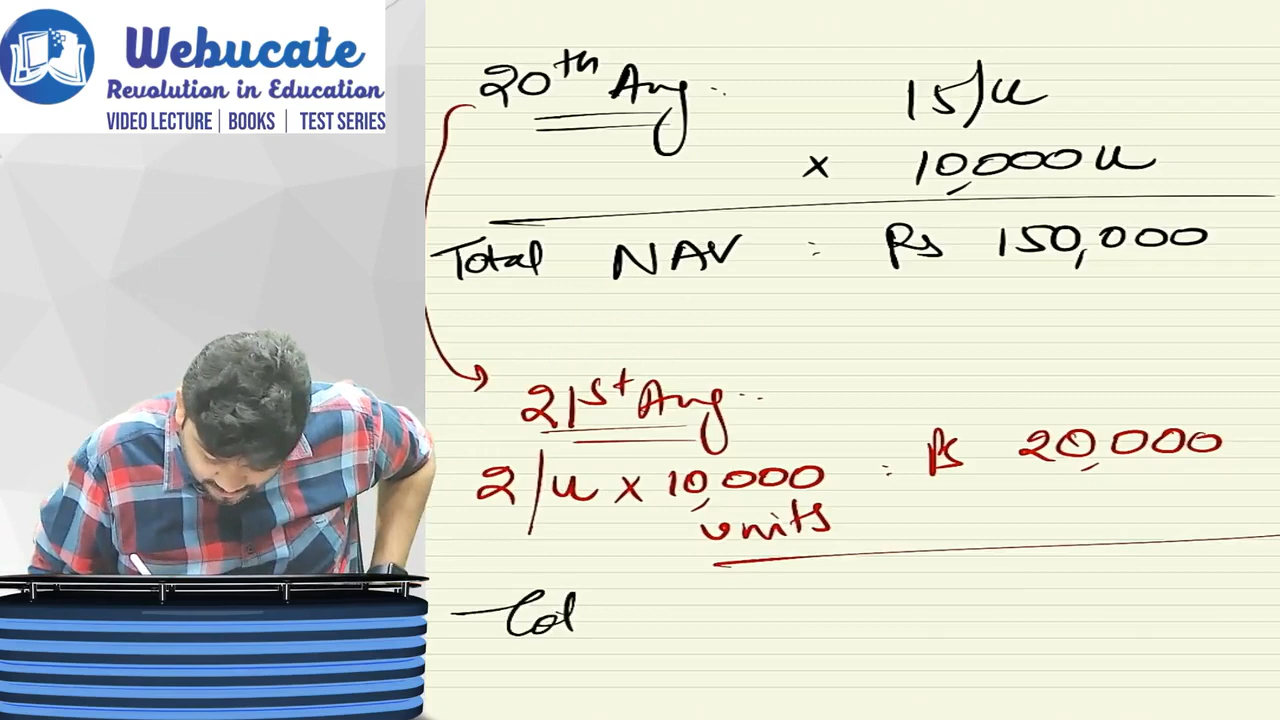 Webucate
Revolution in Education
VIDEO LECTURE | BOOKS | TEST SERIES
20th Aug..
15/u
× 10,000 u
Total NAV : Rs 150,000
21st Aug..
2/u × 10,000 : Rs 20,000
units